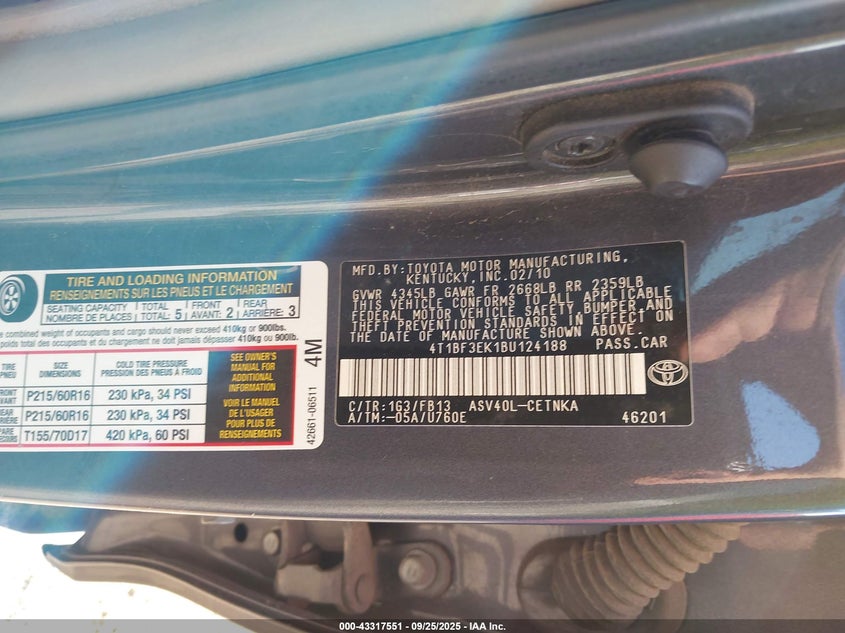 TIRE AND LOADING INFORMATION
RENSEIGNEMENTS SUR LES PNEUS ET LE CHARGEMENT
SEATING CAPACITY TOTAL: 5 FRONT: 2 REAR: 3
NOMBRE DE PLACES TOTAL: AVANT: ARRIÈRE:
combined weight of occupants and cargo should never exceed 410kg or 900lbs.
total des occupants et du chargement ne doit jamais dépasser 410kg or 900lbs.
TIRE SIZE COLD TIRE PRESSURE
PNEU DIMENSIONS PRESSION DES PNEUS À FROID
P215/60R16 230 kPa, 34 PSI
P215/60R16 230 kPa, 34 PSI
T155/70D17 420 kPa, 60 PSI
SEE OWNER'S
MANUAL FOR
ADDITIONAL
INFORMATION
VOIR LE MANUEL
DE L'USAGER
POUR PLUS DE
RENSEIGNEMENTS
4M
42661-06511
MFD.BY:TOYOTA MOTOR MANUFACTURING,
KENTUCKY,INC.02/10
GVWR 4345LB GAWR FR 2668LB RR 2359LB
THIS VEHICLE CONFORMS TO ALL APPLICABLE
FEDERAL MOTOR VEHICLE SAFETY,BUMPER,AND
THEFT PREVENTION STANDARDS IN EFFECT ON
THE DATE OF MANUFACTURE SHOWN ABOVE.
4T1BF3EK1BU124188 PASS.CAR
C/TR:1G3/FB13 ASV40L-CETNKA
A/TM:-05A/U760E 46201
000-43317551 - 09/25/2025 - IAA Inc.